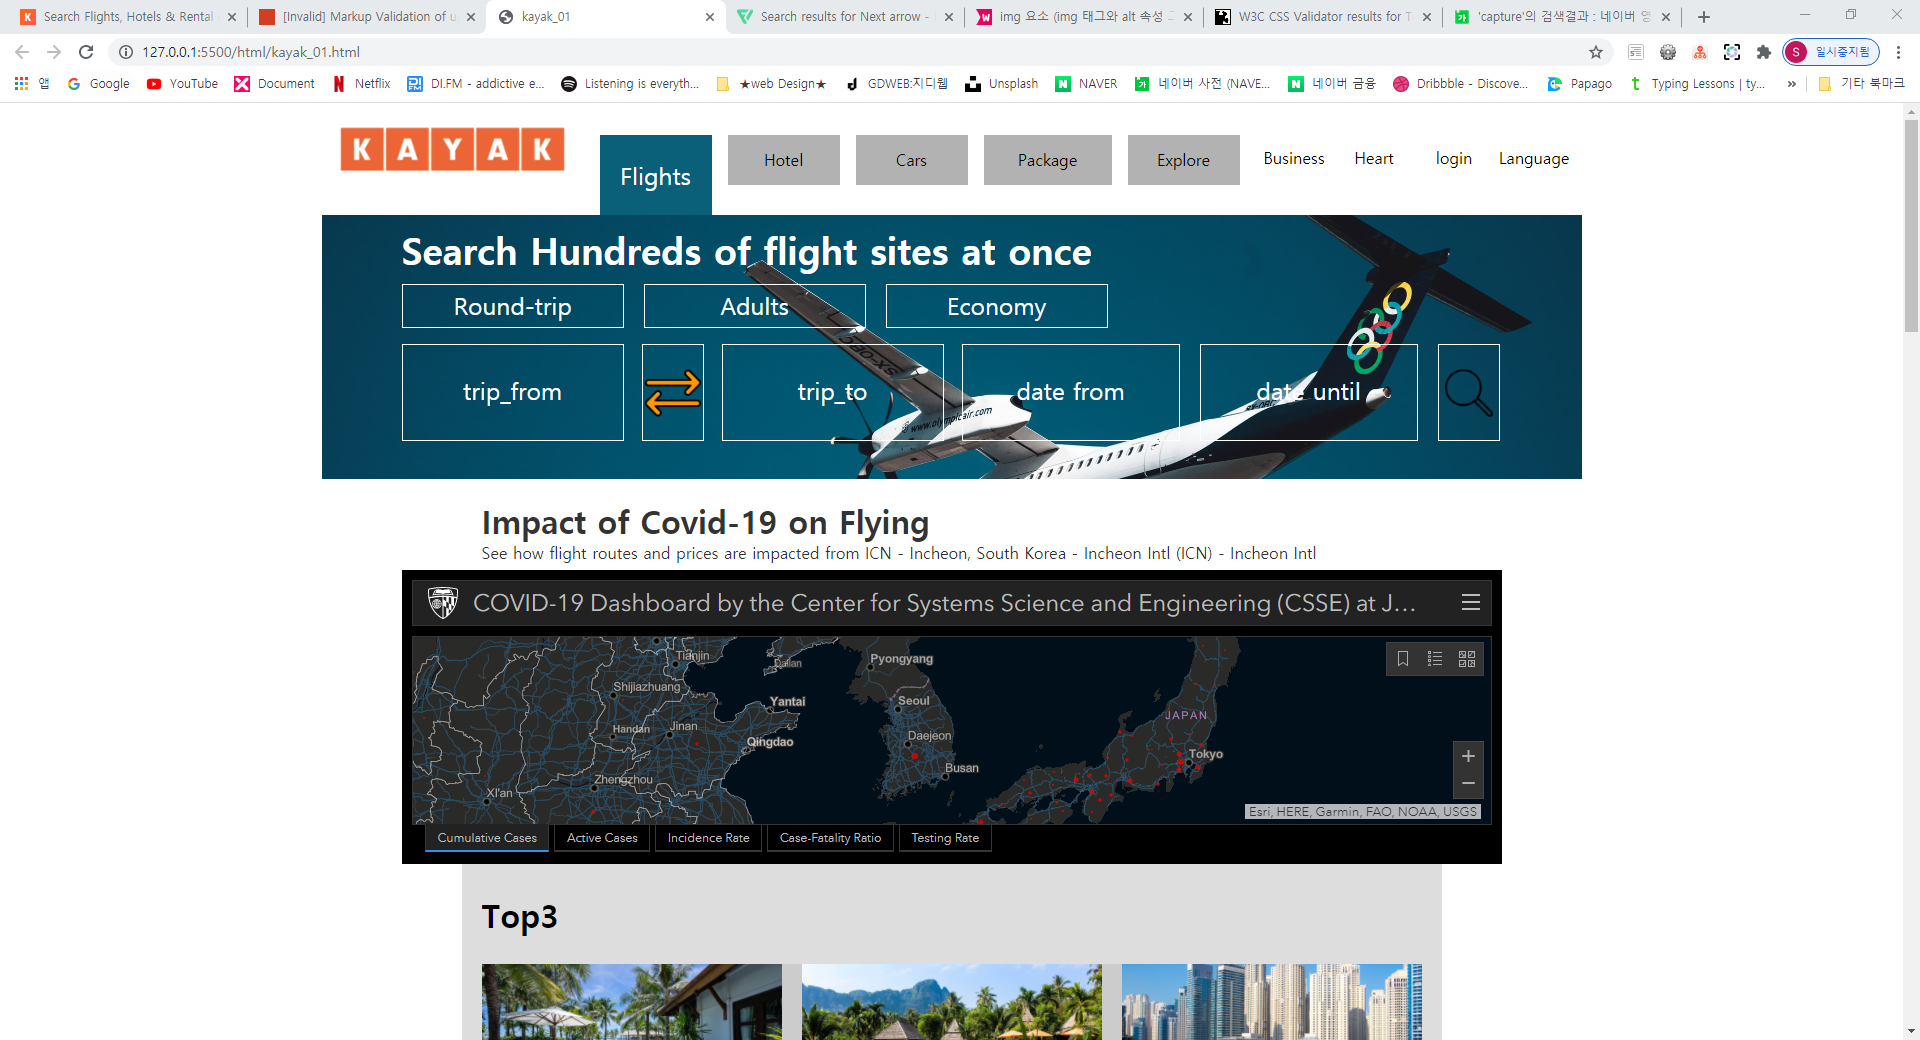 Search Flights, Hotels & Rental
[Invalid] Markup Validation of u
kayak_01
Search results for Next arrow -
img 요소 (img 태그와 alt 속성
W3C CSS Validator results for T
'capture'의 검색결과 : 네이버 영
127.0.0.1:5500/html/kayak_01.html
S 일시중지됨
앱 Google YouTube Document Netflix DI.FM - addictive e... Listening is everyth... ★web Design★ GDWEB:지디웹 Unsplash NAVER 네이버 사전 (NAVE... 네이버 금융 Dribbble - Discove... Papago Typing Lessons | ty... » 기타 북마크
KAYAK
Flights
Hotel
Cars
Package
Explore
Business
Heart
login
Language
Search Hundreds of flight sites at once
Round-trip
Adults
Economy
trip_from
trip_to
date from
date until
www.olympicair.com
SX-OBC
Impact of Covid-19 on Flying
See how flight routes and prices are impacted from ICN - Incheon, South Korea - Incheon Intl (ICN) - Incheon Intl
COVID-19 Dashboard by the Center for Systems Science and Engineering (CSSE) at J...
Tianjin
Dalian
Pyongyang
Shijiazhuang
Yantai
Seoul
JAPAN
Handan
Jinan
Qingdao
Daejeon
Tokyo
Busan
Zhengzhou
Xi'an
Esri, HERE, Garmin, FAO, NOAA, USGS
Cumulative Cases
Active Cases
Incidence Rate
Case-Fatality Ratio
Testing Rate
Top3